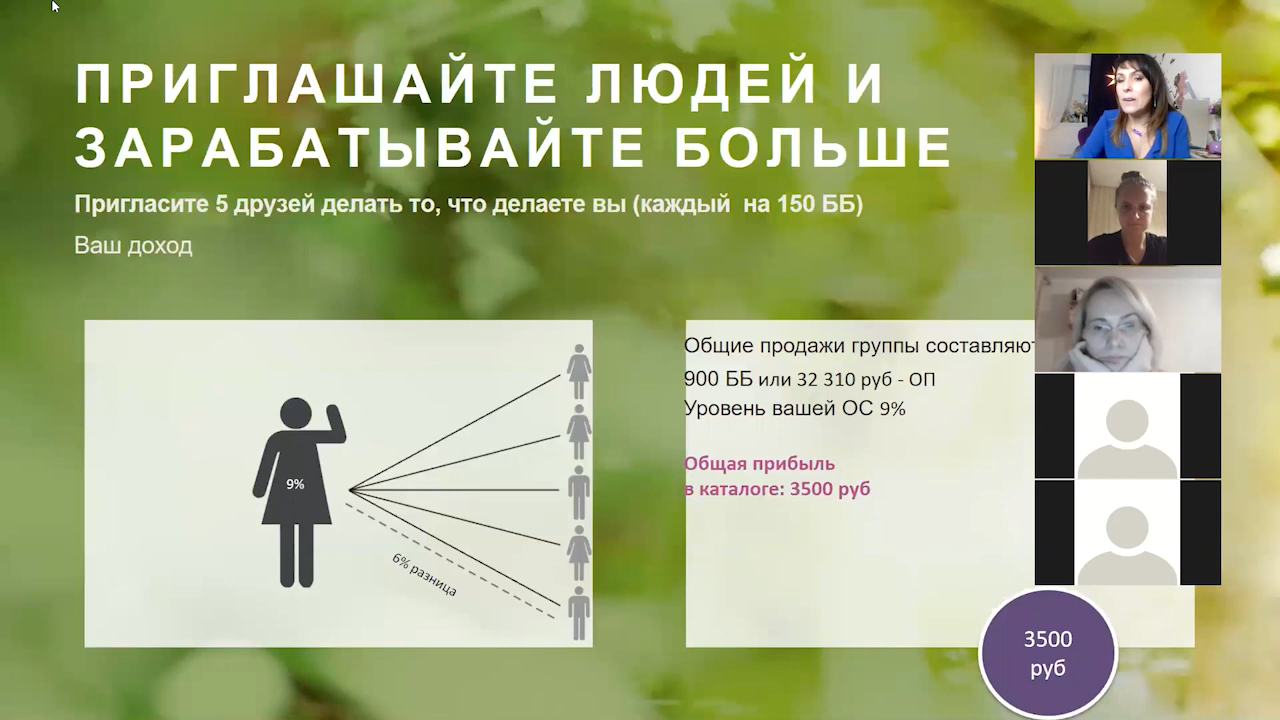 ПРИГЛАШАЙТЕ ЛЮДЕЙ И
ЗАРАБАТЫВАЙТЕ БОЛЬШЕ
Пригласите 5 друзей делать то, что делаете вы (каждый на 150 ББ)
Ваш доход
9%
6% разница
Общие продажи группы составляют
900 ББ или 32 310 руб - ОП
Уровень вашей ОС 9%
Общая прибыль
в каталоге: 3500 руб
3500
руб